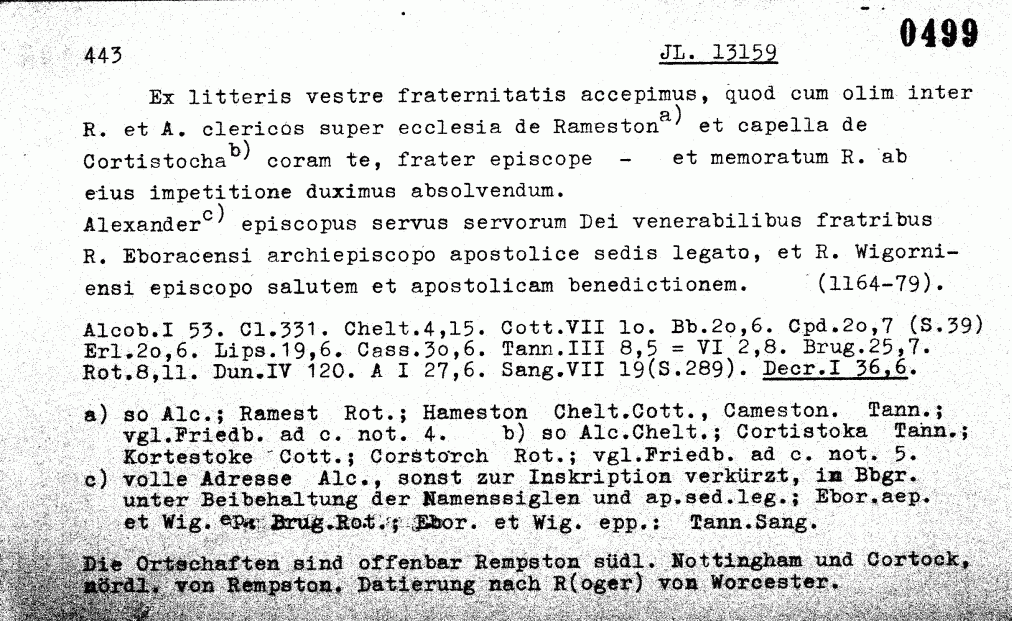 0499
443 JL. 13159
Ex litteris vestre fraternitatis accepimus, quod cum olim inter
R. et A. clericos super ecclesia de Rameston a) et capella de
Cortistocha b) coram te, frater episcope - et memoratum R. ab
eius impetitione duximus absolvendum.
Alexander c) episcopus servus servorum Dei venerabilibus fratribus
R. Eboracensi archiepiscopo apostolice sedis legato, et R. Wigorni-
ensi episcopo salutem et apostolicam benedictionem. (1164-79).
Alcob.I 53. Cl.331. Chelt.4,15. Cott.VII lo. Bb.2o,6. Cpd.2o,7 (S.39)
Erl.2o,6. Lips.19,6. Cass.3o,6. Tann.III 8,5 = VI 2,8. Brug.25,7.
Rot.8,11. Dun.IV 120. A I 27,6. Sang.VII 19(S.289). Decr.I 36,6.
a) so Alc.; Ramest Rot.; Hameston Chelt.Cott., Cameston. Tann.;
vgl.Friedb. ad c. not. 4. b) so Alc.Chelt.; Cortistoka Tann.;
Kortestoke Cott.; Corstorch Rot.; vgl.Friedb. ad c. not. 5.
c) volle Adresse Alc., sonst zur Inskription verkürzt, in Bbgr.
unter Beibehaltung der Namenssiglen und ap.sed.leg.; Ebor.aep.
et Wig. ep. Brug.Rot.; Ebor. et Wig. epp.: Tann.Sang.
Die Ortschaften sind offenbar Rempston südl. Nottingham und Cortock,
nördl. von Rempston. Datierung nach R(oger) von Worcester.